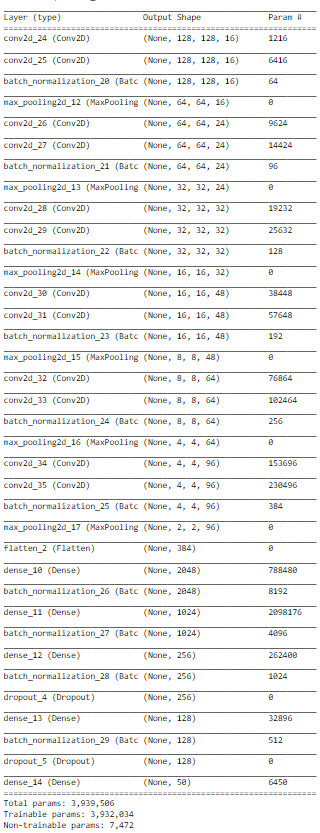 Layer (type) Output Shape Param #
conv2d_24 (Conv2D) (None, 128, 128, 16) 1216
conv2d_25 (Conv2D) (None, 128, 128, 16) 6416
batch_normalization_20 (Batc (None, 128, 128, 16) 64
max_pooling2d_12 (MaxPooling (None, 64, 64, 16) 0
conv2d_26 (Conv2D) (None, 64, 64, 24) 9624
conv2d_27 (Conv2D) (None, 64, 64, 24) 14424
batch_normalization_21 (Batc (None, 64, 64, 24) 96
max_pooling2d_13 (MaxPooling (None, 32, 32, 24) 0
conv2d_28 (Conv2D) (None, 32, 32, 32) 19232
conv2d_29 (Conv2D) (None, 32, 32, 32) 25632
batch_normalization_22 (Batc (None, 32, 32, 32) 128
max_pooling2d_14 (MaxPooling (None, 16, 16, 32) 0
conv2d_30 (Conv2D) (None, 16, 16, 48) 38448
conv2d_31 (Conv2D) (None, 16, 16, 48) 57648
batch_normalization_23 (Batc (None, 16, 16, 48) 192
max_pooling2d_15 (MaxPooling (None, 8, 8, 48) 0
conv2d_32 (Conv2D) (None, 8, 8, 64) 76864
conv2d_33 (Conv2D) (None, 8, 8, 64) 102464
batch_normalization_24 (Batc (None, 8, 8, 64) 256
max_pooling2d_16 (MaxPooling (None, 4, 4, 64) 0
conv2d_34 (Conv2D) (None, 4, 4, 96) 153696
conv2d_35 (Conv2D) (None, 4, 4, 96) 230496
batch_normalization_25 (Batc (None, 4, 4, 96) 384
max_pooling2d_17 (MaxPooling (None, 2, 2, 96) 0
flatten_2 (Flatten) (None, 384) 0
dense_10 (Dense) (None, 2048) 788480
batch_normalization_26 (Batc (None, 2048) 8192
dense_11 (Dense) (None, 1024) 2098176
batch_normalization_27 (Batc (None, 1024) 4096
dense_12 (Dense) (None, 256) 262400
batch_normalization_28 (Batc (None, 256) 1024
dropout_4 (Dropout) (None, 256) 0
dense_13 (Dense) (None, 128) 32896
batch_normalization_29 (Batc (None, 128) 512
dropout_5 (Dropout) (None, 128) 0
dense_14 (Dense) (None, 50) 6450
Total params: 3,939,506
Trainable params: 3,932,034
Non-trainable params: 7,472